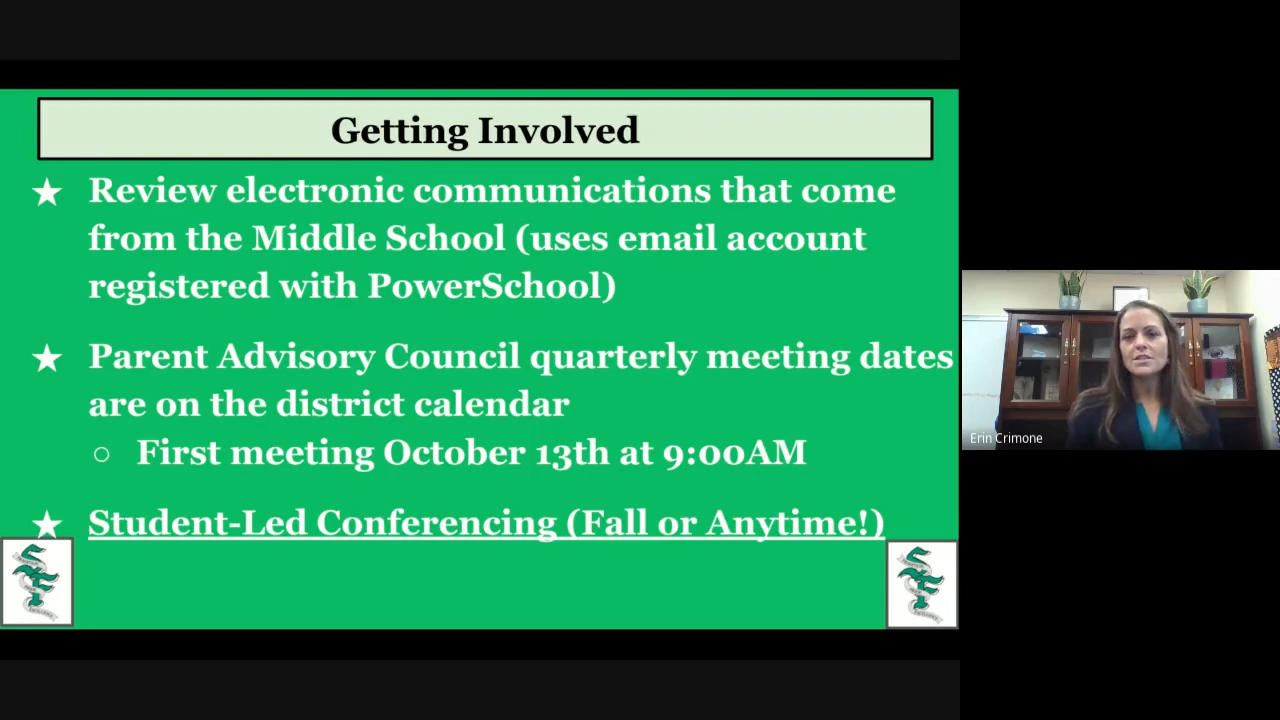 Getting Involved
★ Review electronic communications that come
from the Middle School (uses email account
registered with PowerSchool)
★ Parent Advisory Council quarterly meeting dates
are on the district calendar
○ First meeting October 13th at 9:00AM
★ Student-Led Conferencing (Fall or Anytime!)
Erin Crimone